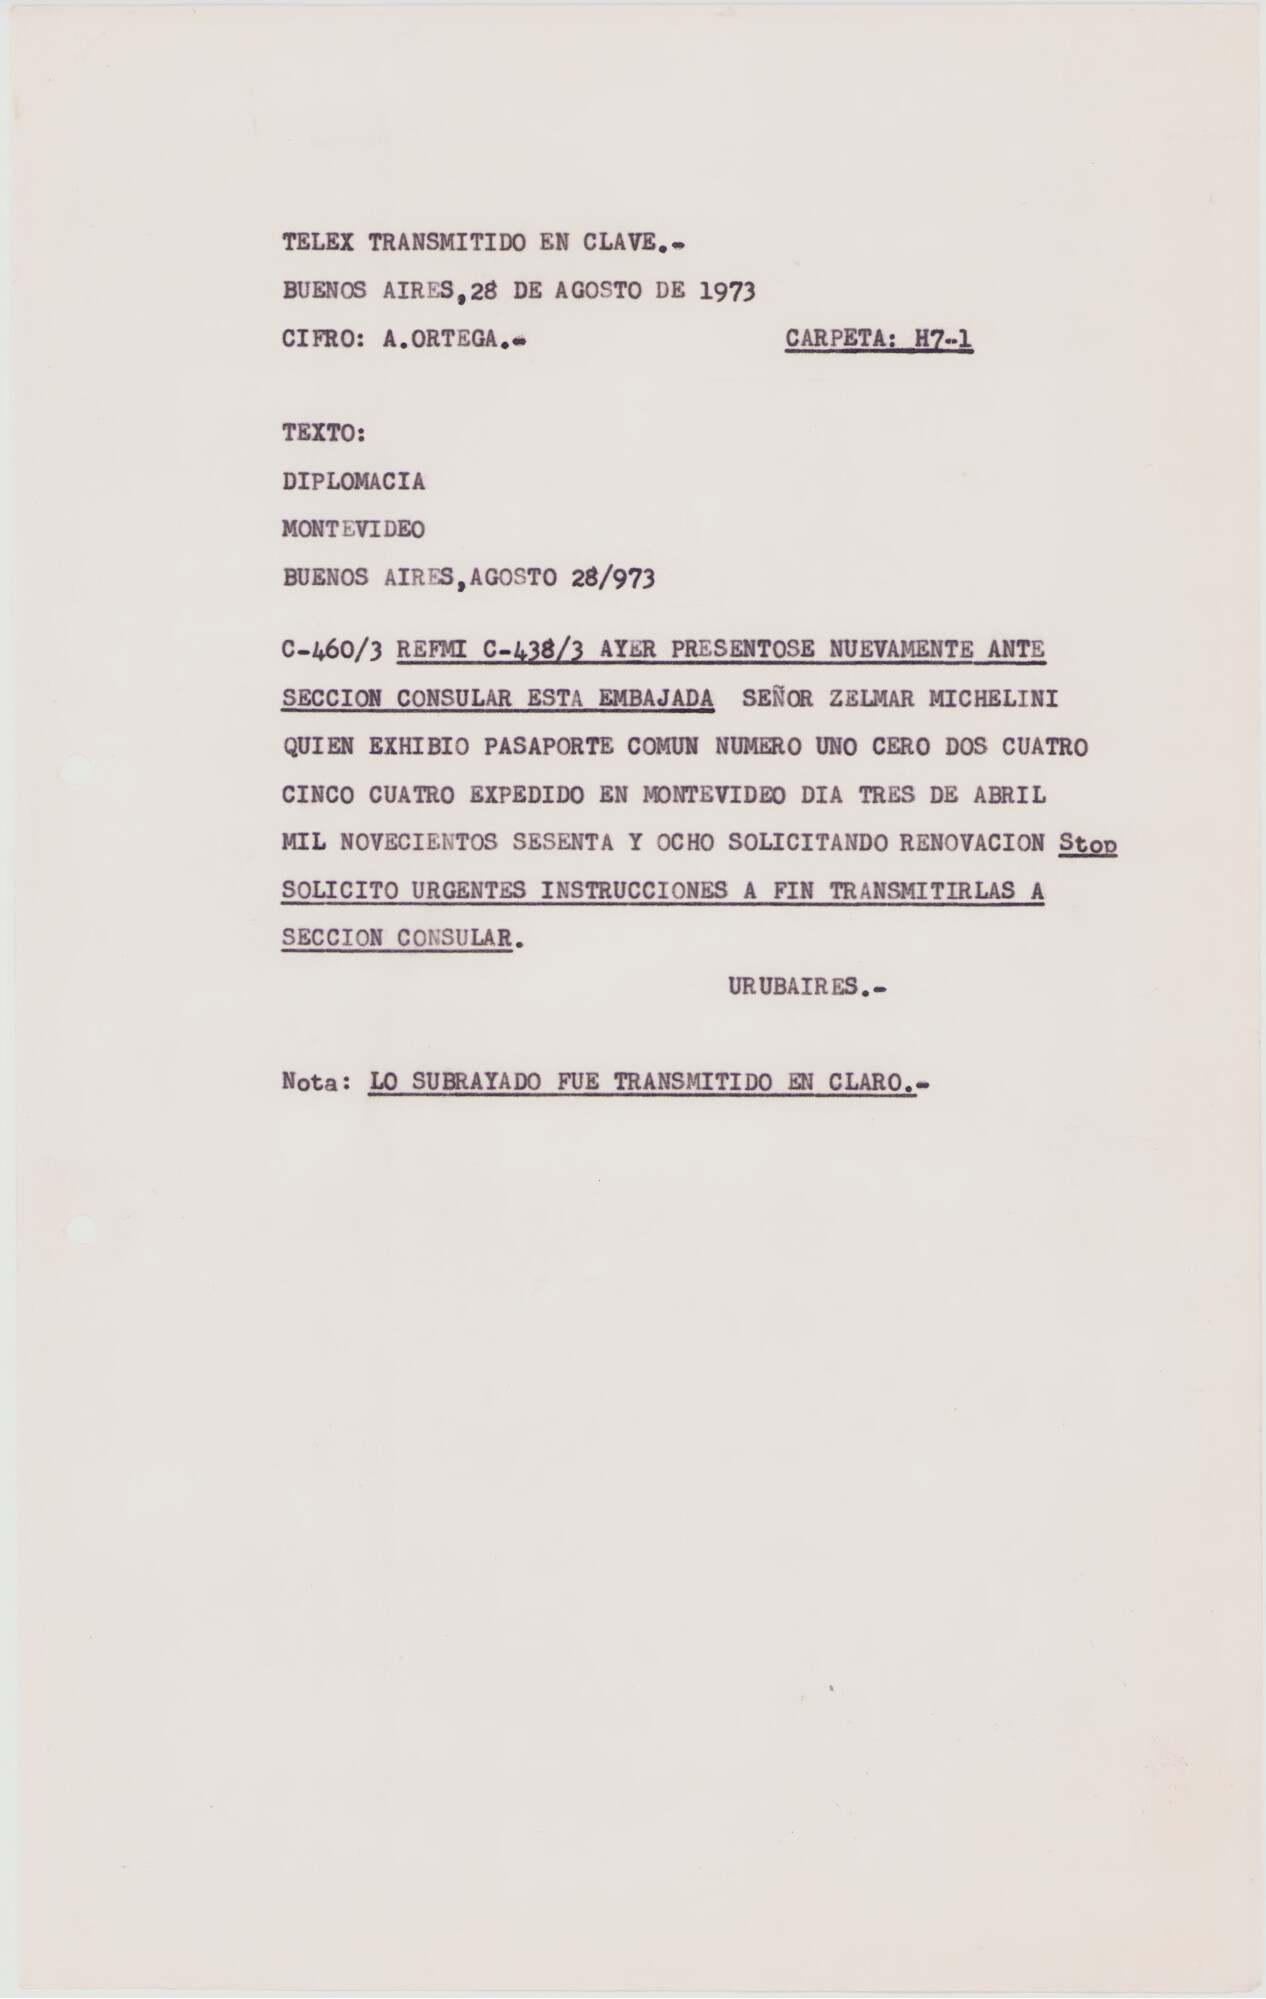 TELEX TRANSMITIDO EN CLAVE.-
BUENOS AIRES,28 DE AGOSTO DE 1973
CIFRO: A.ORTEGA.- CARPETA: H7-1
TEXTO:
DIPLOMACIA
MONTEVIDEO
BUENOS AIRES,AGOSTO 28/973
C-460/3 REFMI C-438/3 AYER PRESENTOSE NUEVAMENTE ANTE
SECCION CONSULAR ESTA EMBAJADA SEÑOR ZELMAR MICHELINI
QUIEN EXHIBIO PASAPORTE COMUN NUMERO UNO CERO DOS CUATRO
CINCO CUATRO EXPEDIDO EN MONTEVIDEO DIA TRES DE ABRIL
MIL NOVECIENTOS SESENTA Y OCHO SOLICITANDO RENOVACION Stop
SOLICITO URGENTES INSTRUCCIONES A FIN TRANSMITIRLAS A
SECCION CONSULAR.
URUBAIRES.-
Nota: LO SUBRAYADO FUE TRANSMITIDO EN CLARO.-